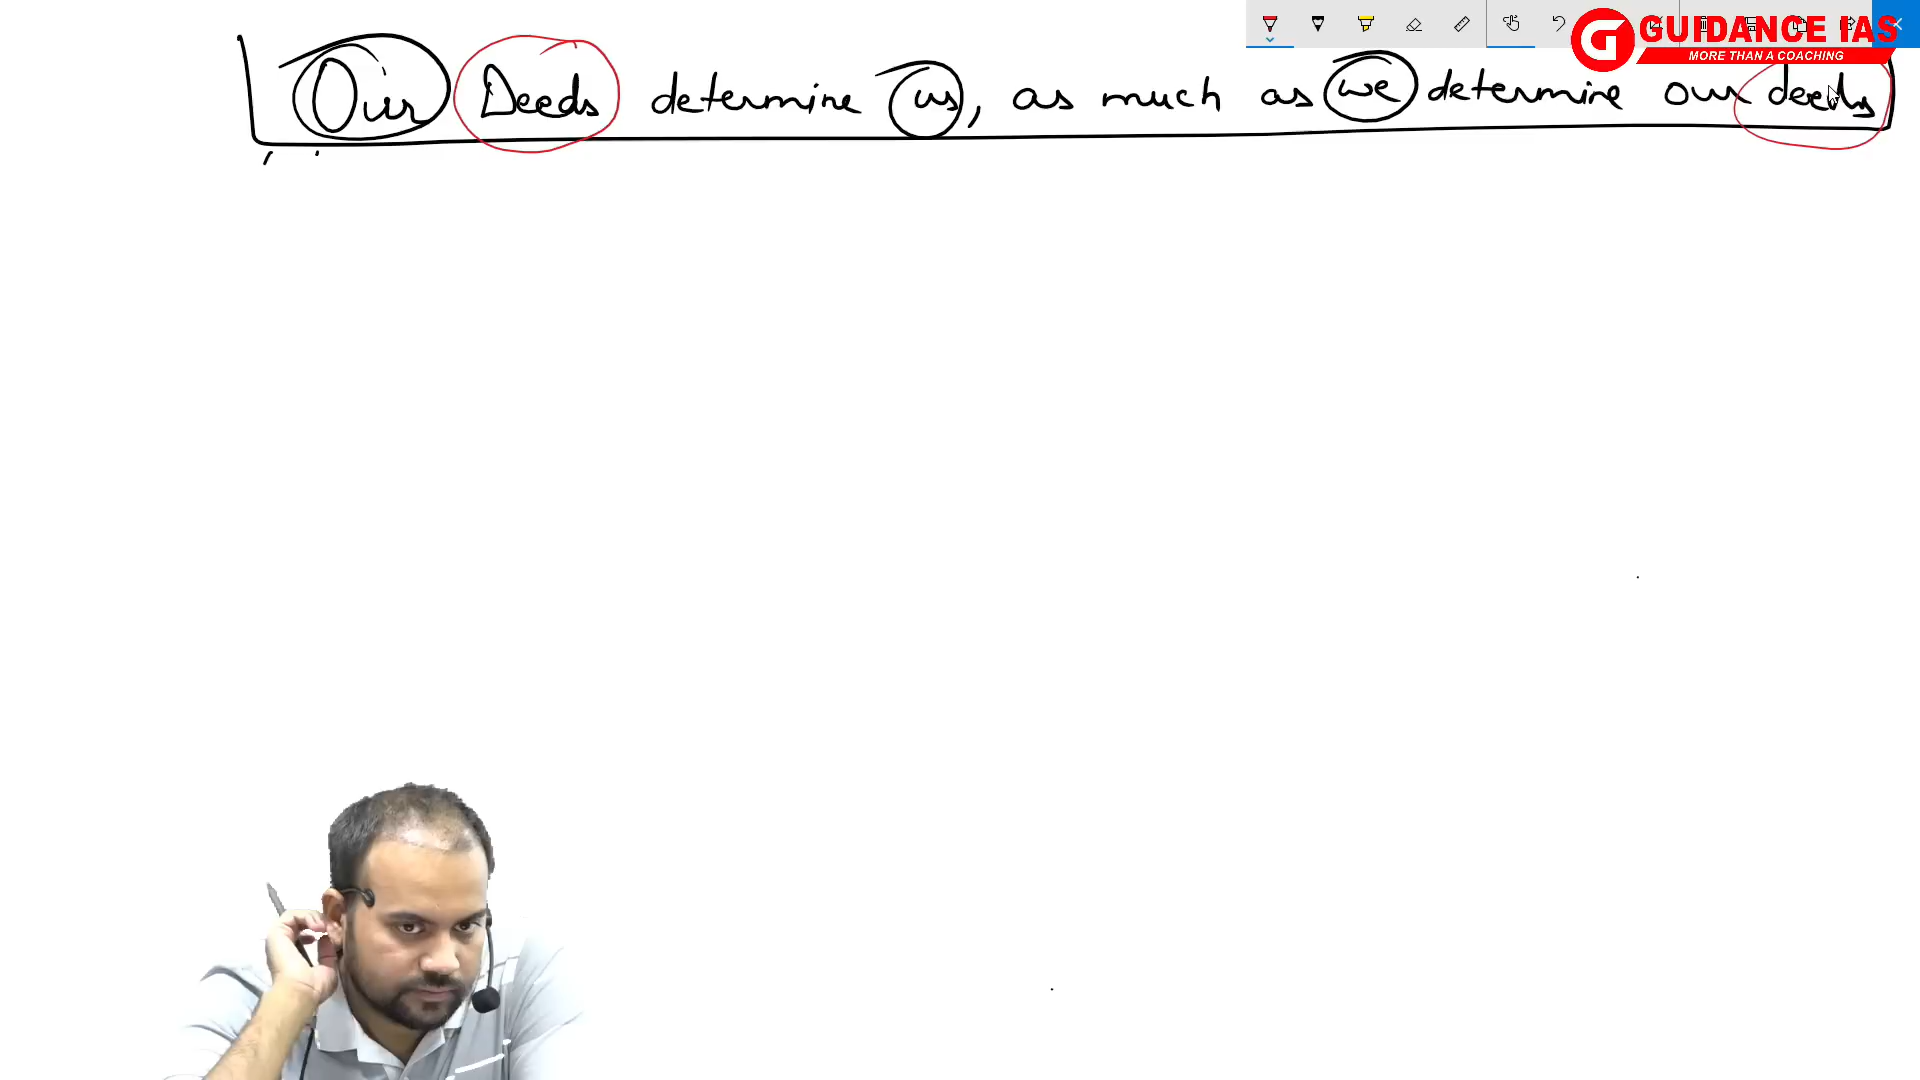 GUIDANCE IAS
MORE THAN A COACHING
Our Deeds determine us, as much as we determine our deeds